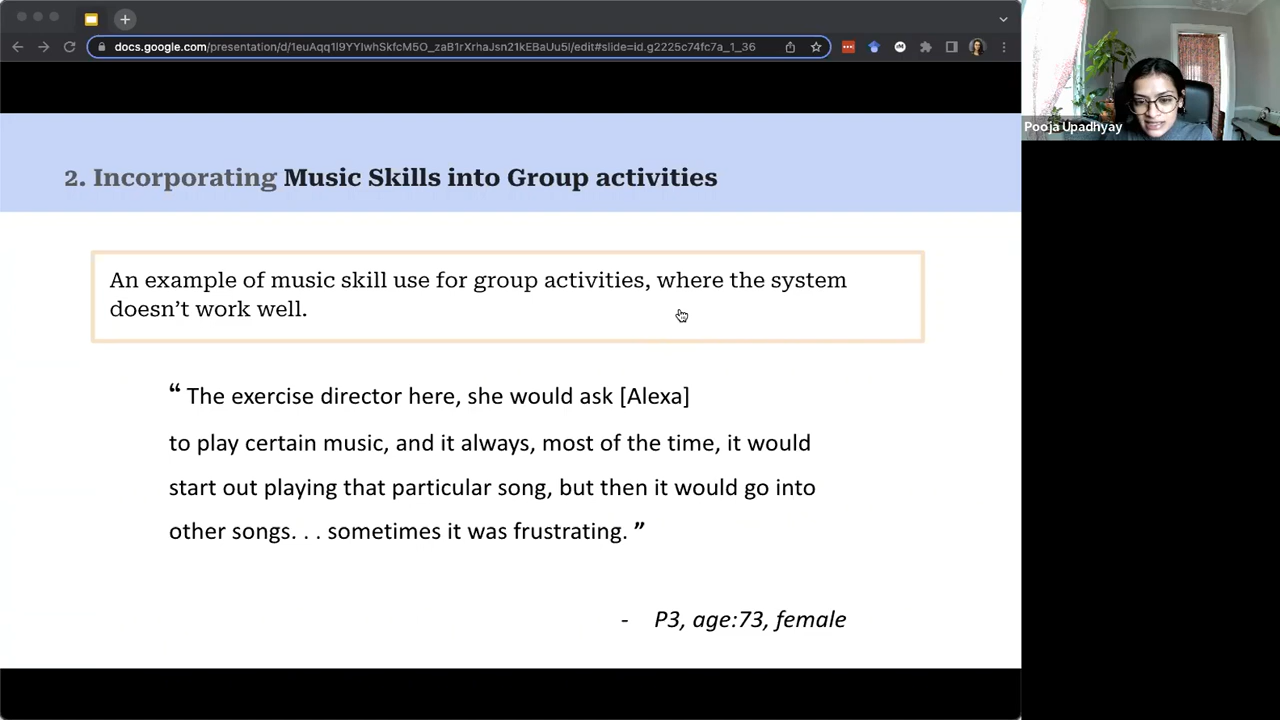 docs.google.com/presentation/d/1euAqq1l9YYIwhSkfcM5O_zaB1rXrhaJsn21kEBaUu5I/edit#slide=id.g2225c74fc7a_1_36
Pooja Upadhyay
2. Incorporating Music Skills into Group activities
An example of music skill use for group activities, where the system
doesn’t work well.
“ The exercise director here, she would ask [Alexa]
to play certain music, and it always, most of the time, it would
start out playing that particular song, but then it would go into
other songs. . . sometimes it was frustrating. ”
- P3, age:73, female